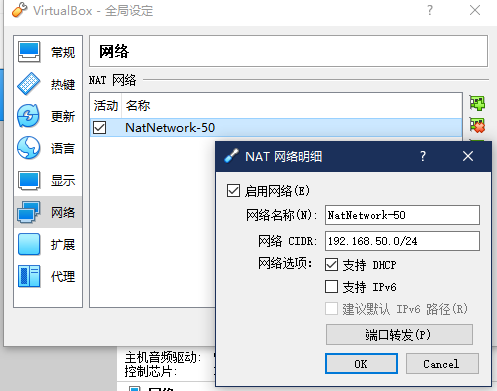 VirtualBox - 全局设定
?
常规
热键
更新
语言
显示
网络
扩展
代理
网络
NAT 网络
活动 名称
NatNetwork-50
NAT 网络明细
?
启用网络(E)
网络名称(N): NatNetwork-50
网络 CIDR: 192.168.50.0/24
网络选项: 支持 DHCP
支持 IPv6
建议默认 IPv6 路径(R)
端口转发(P)
OK Cancel
主机音频驱动:
控制芯片:
网络